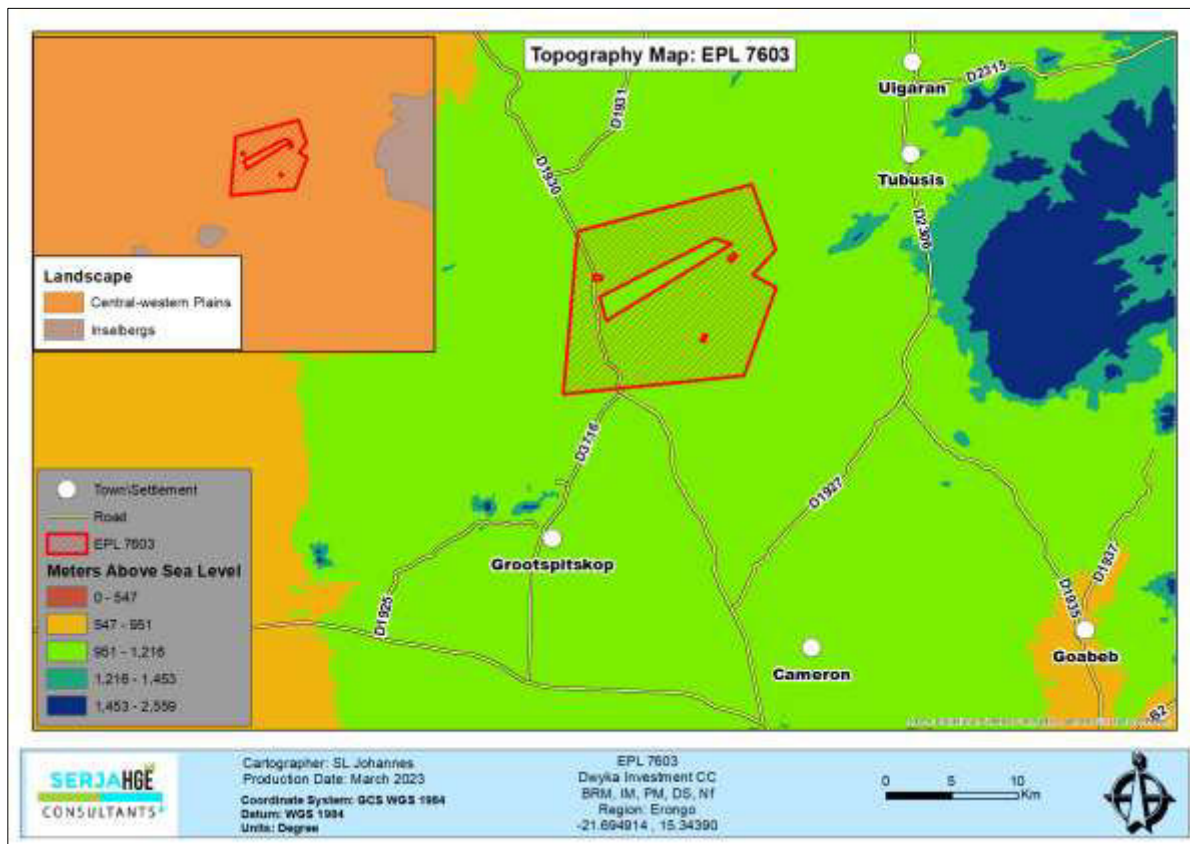 Topography Map: EPL 7603
Landscape
Central-western Plains
Inselbergs
Uigaran
D2315
D1931
D1930
Tubusis
D2306
D3716
Grootspitskop
D1927
D1925
D1937
D1935
Goabeb
Cameron
B2
Town\Settlement
Road
EPL 7603
Meters Above Sea Level
0 - 547
547 - 951
951 - 1,216
1,216 - 1,453
1,453 - 2,559
SERJA HGE
CONSULTANTS
Cartographer: SL Johannes
Production Date: March 2023
Coordinate System: GCS WGS 1984
Datum: WGS 1984
Units: Degree
EPL 7603
Dwyka Investment CC
BRM, IM, PM, DS, Nf
Region: Erongo
-21.694914 , 15.34390
0 5 10
Km